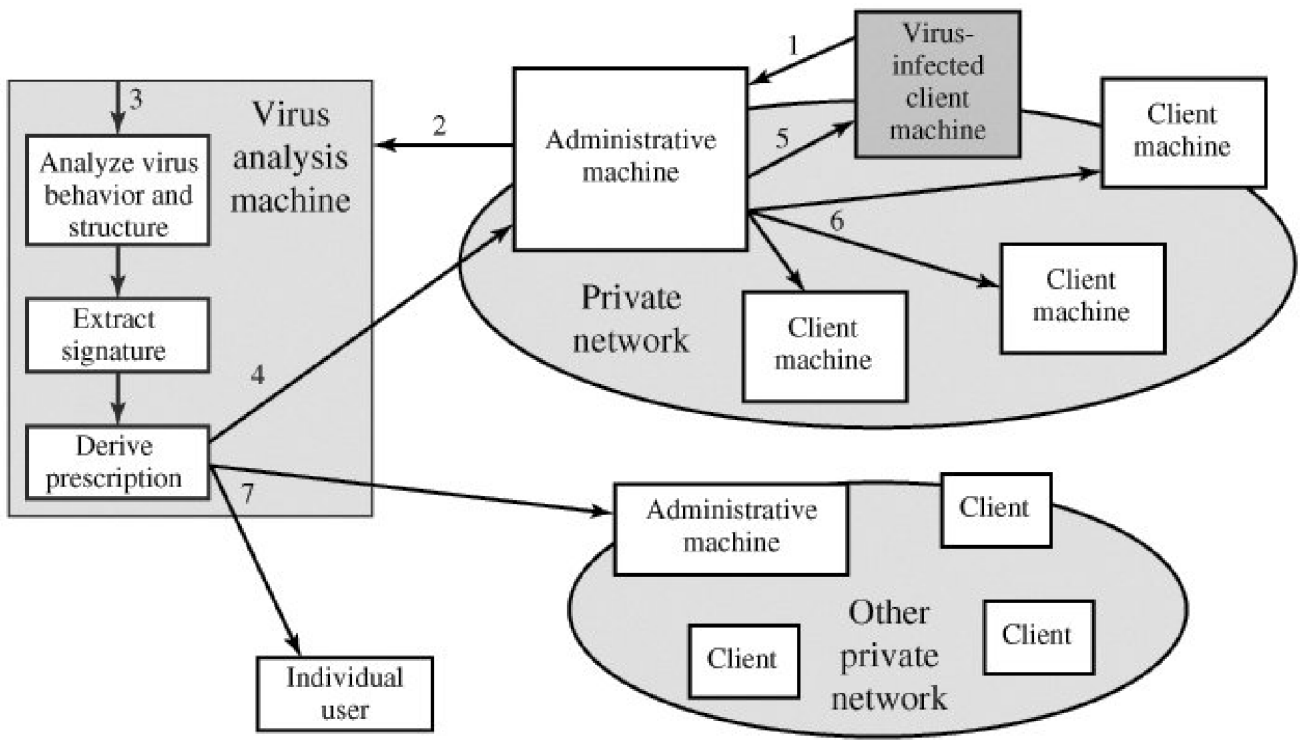 1
Virus-
infected
client
machine
3
Virus
analysis
machine
2
Administrative
machine
5
Client
machine
Analyze virus
behavior and
structure
6
Client
machine
Private
network
Client
machine
Extract
signature
4
Derive
prescription
7
Administrative
machine
Client
Other
private
network
Client
Client
Individual
user